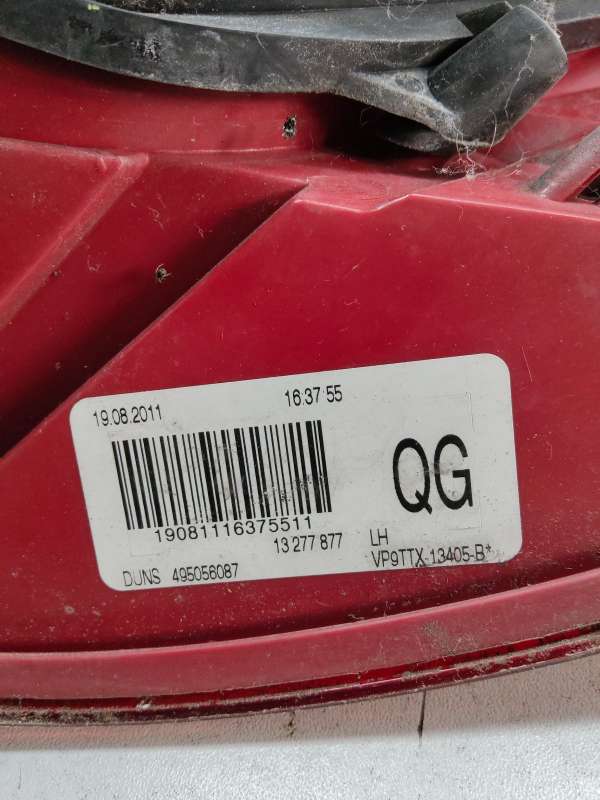 19.08.2011 16:37 55
QG
19081116375511
13 277 877
LH
DUNS 495056087
VP9TTX-13405-B*